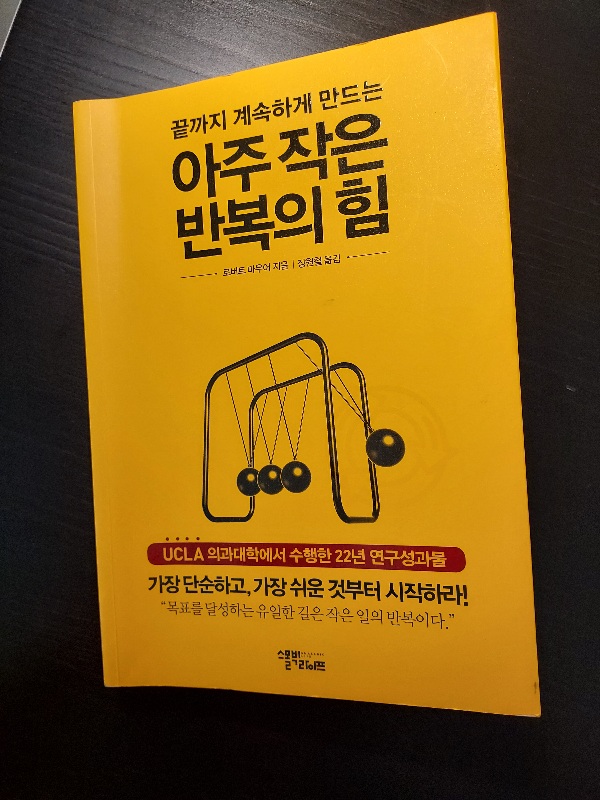 끝까지 계속하게 만드는
아주 작은
반복의 힘
로버트 마우어 지음 | 장원철 옮김
UCLA 의과대학에서 수행한 22년 연구성과물
가장 단순하고, 가장 쉬운 것부터 시작하라!
“목표를 달성하는 유일한 길은 작은 일의 반복이다.”
스몰빅라이프